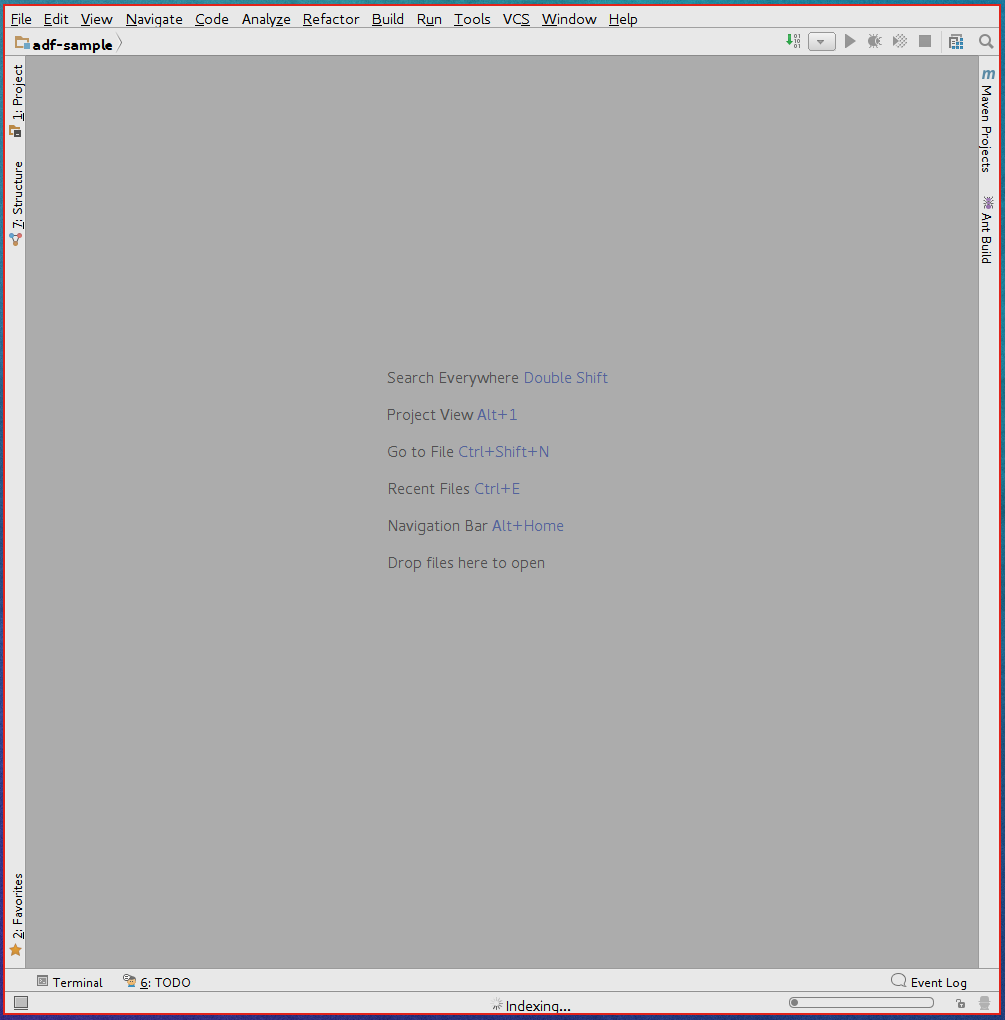 File Edit View Navigate Code Analyze Refactor Build Run Tools VCS Window Help
adf-sample
1: Project
7: Structure
2: Favorites
m Maven Projects
Ant Build
Search Everywhere Double Shift
Project View Alt+1
Go to File Ctrl+Shift+N
Recent Files Ctrl+E
Navigation Bar Alt+Home
Drop files here to open
Terminal 6: TODO Event Log
Indexing...